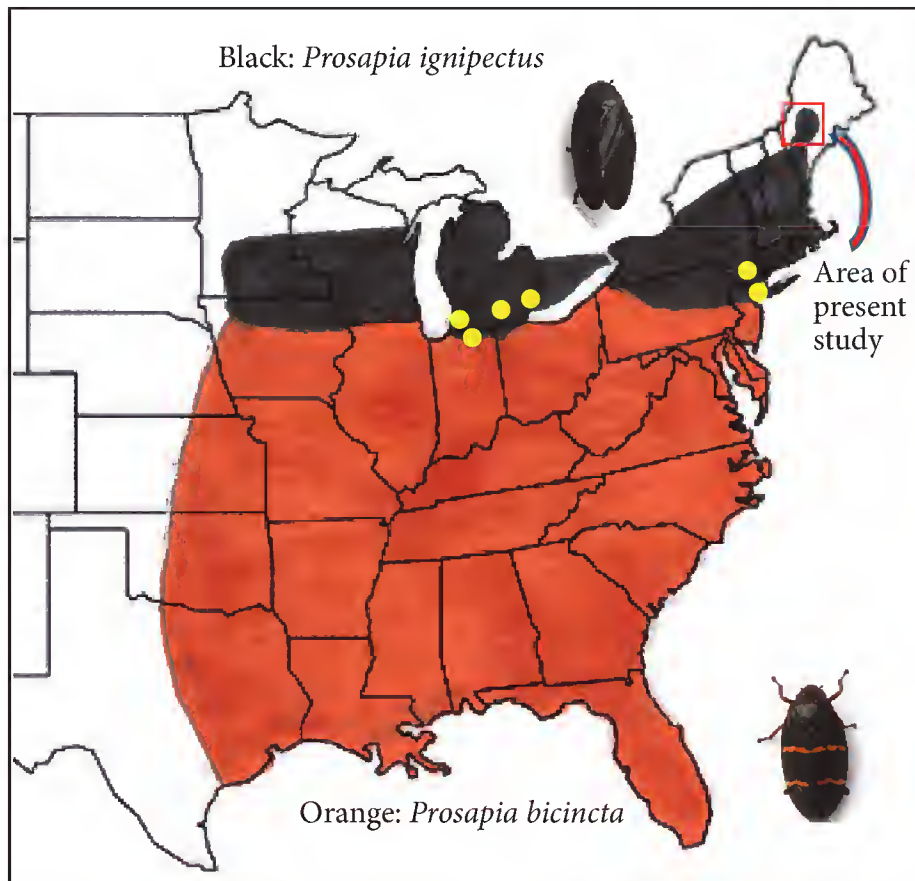 Black: Prosapia ignipectus
Area of
present
study
Orange: Prosapia bicincta